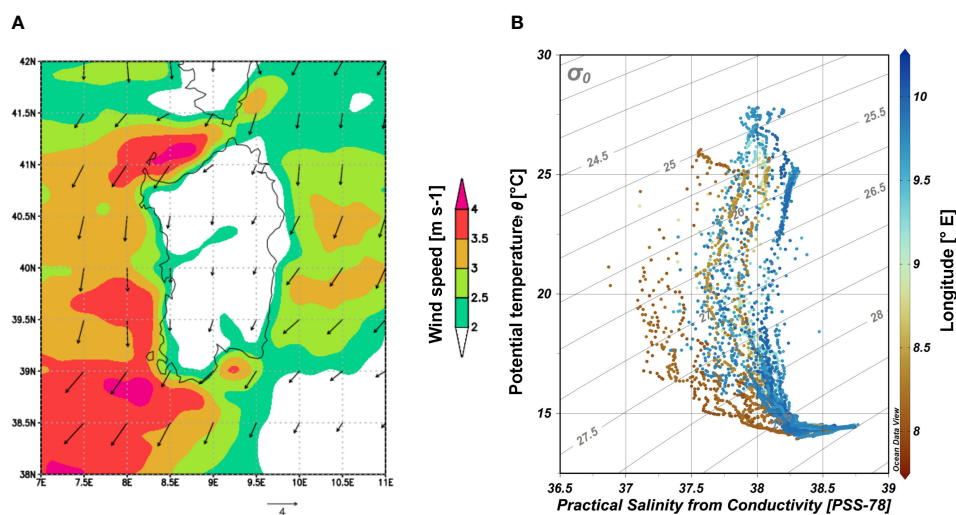 A
42N
41.5N
41N
40.5N
40N
39.5N
39N
38.5N
38N
7E
7.5E
8E
8.5E
9E
9.5E
10E
10.5E
11E
4
Wind speed [m s-1]
4
3.5
3
2.5
2
B
30
25
20
15
Potential temperature, θ [°C]
σ0
24.5
25
25.5
26.5
27.5
28
36.5
37
37.5
38
38.5
39
Practical Salinity from Conductivity [PSS-78]
Ocean Data View
10
9.5
9
8.5
8
Longitude [° E]